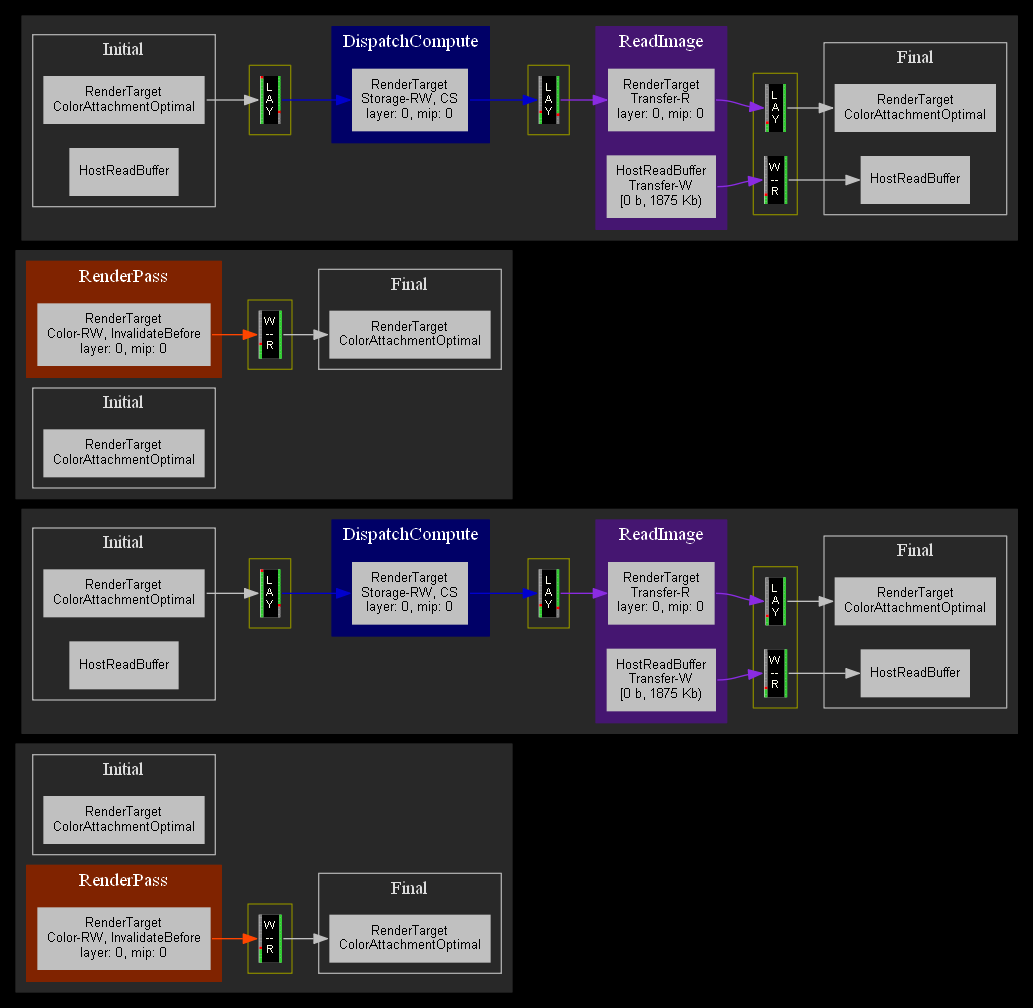 Initial
RenderTarget
ColorAttachmentOptimal
HostReadBuffer
L
A
Y
DispatchCompute
RenderTarget
Storage-RW, CS
layer: 0, mip: 0
L
A
Y
ReadImage
RenderTarget
Transfer-R
layer: 0, mip: 0
HostReadBuffer
Transfer-W
[0 b, 1875 Kb)
L
A
Y
W
--
R
Final
RenderTarget
ColorAttachmentOptimal
HostReadBuffer
RenderPass
RenderTarget
Color-RW, InvalidateBefore
layer: 0, mip: 0
W
--
R
Final
RenderTarget
ColorAttachmentOptimal
Initial
RenderTarget
ColorAttachmentOptimal
Initial
RenderTarget
ColorAttachmentOptimal
HostReadBuffer
L
A
Y
DispatchCompute
RenderTarget
Storage-RW, CS
layer: 0, mip: 0
L
A
Y
ReadImage
RenderTarget
Transfer-R
layer: 0, mip: 0
HostReadBuffer
Transfer-W
[0 b, 1875 Kb)
L
A
Y
W
--
R
Final
RenderTarget
ColorAttachmentOptimal
HostReadBuffer
Initial
RenderTarget
ColorAttachmentOptimal
RenderPass
RenderTarget
Color-RW, InvalidateBefore
layer: 0, mip: 0
W
--
R
Final
RenderTarget
ColorAttachmentOptimal